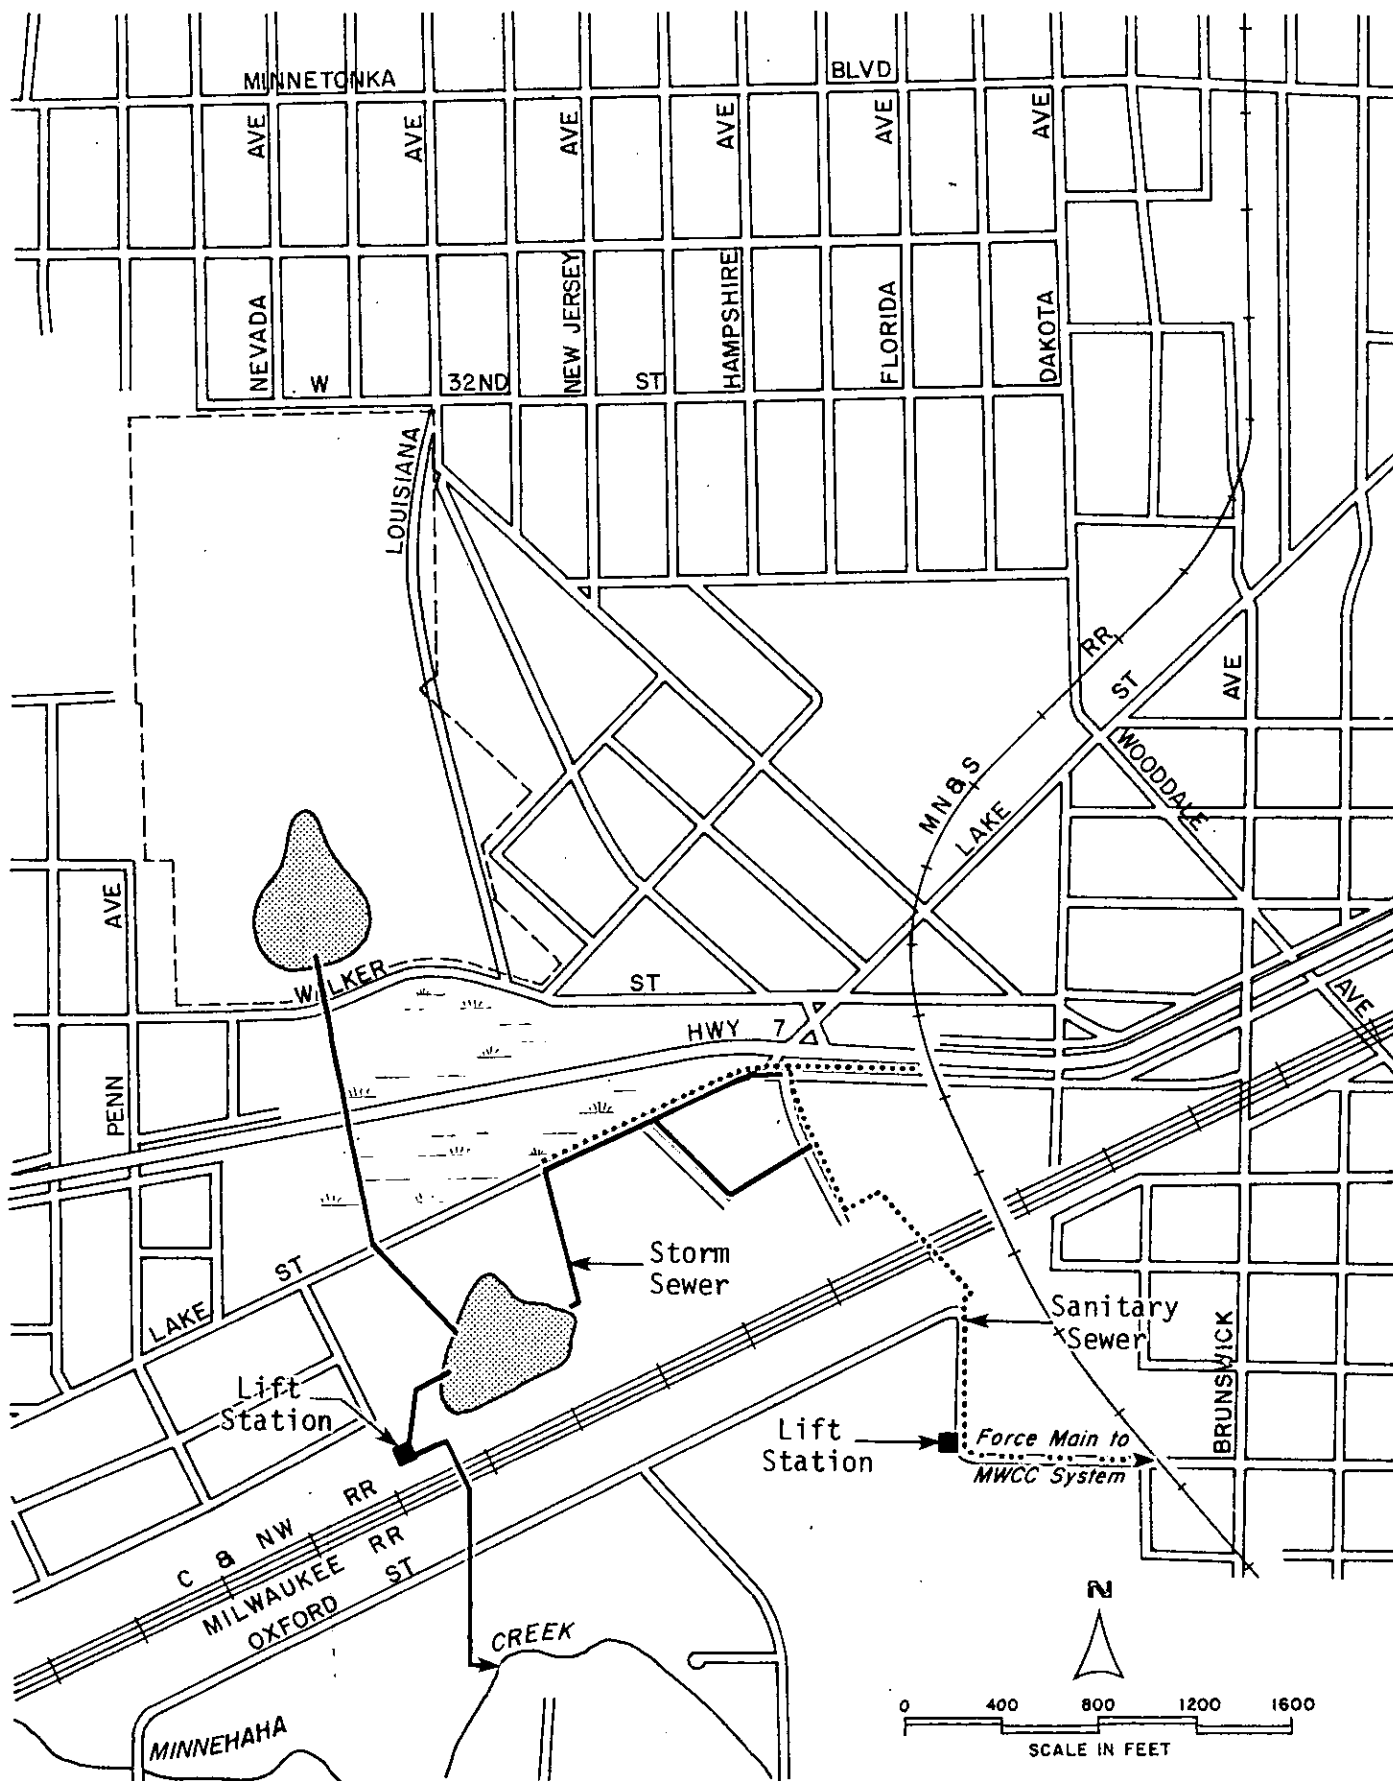 MINNETONKA BLVD
AVE AVE AVE AVE AVE AVE
NEVADA
NEW JERSEY
HAMPSHIRE
FLORIDA
DAKOTA
W 32ND ST
LOUISIANA
RR
ST
AVE
WOODDALE
MN & S
LAKE
AVE
WALKER ST
AVE
HWY 7
PENN
ST
LAKE
Storm
Sewer
Sanitary
Sewer
BRUNSWICK
Lift
Station
Lift
Station
Force Main to
MWCC System
C & NW RR
MILWAUKEE RR
OXFORD ST
CREEK
MINNEHAHA
N
0 400 800 1200 1600
SCALE IN FEET